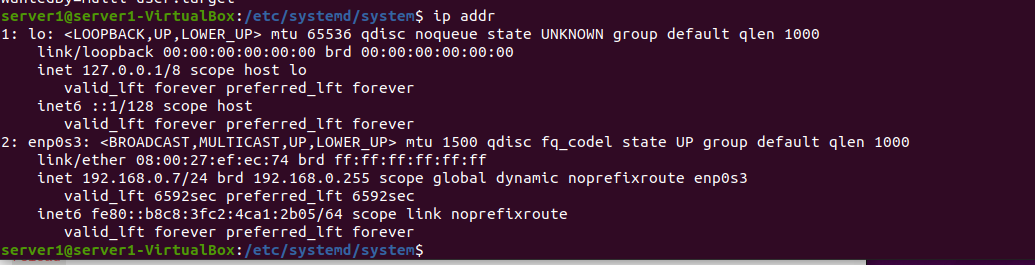 WantedBy=multi-user.target
server1@server1-VirtualBox:/etc/systemd/system$ ip addr
1: lo: <LOOPBACK,UP,LOWER_UP> mtu 65536 qdisc noqueue state UNKNOWN group default qlen 1000
    link/loopback 00:00:00:00:00:00 brd 00:00:00:00:00:00
    inet 127.0.0.1/8 scope host lo
       valid_lft forever preferred_lft forever
    inet6 ::1/128 scope host
       valid_lft forever preferred_lft forever
2: enp0s3: <BROADCAST,MULTICAST,UP,LOWER_UP> mtu 1500 qdisc fq_codel state UP group default qlen 1000
    link/ether 08:00:27:ef:ec:74 brd ff:ff:ff:ff:ff:ff
    inet 192.168.0.7/24 brd 192.168.0.255 scope global dynamic noprefixroute enp0s3
       valid_lft 6592sec preferred_lft 6592sec
    inet6 fe80::b8c8:3fc2:4ca1:2b05/64 scope link noprefixroute
       valid_lft forever preferred_lft forever
server1@server1-VirtualBox:/etc/systemd/system$